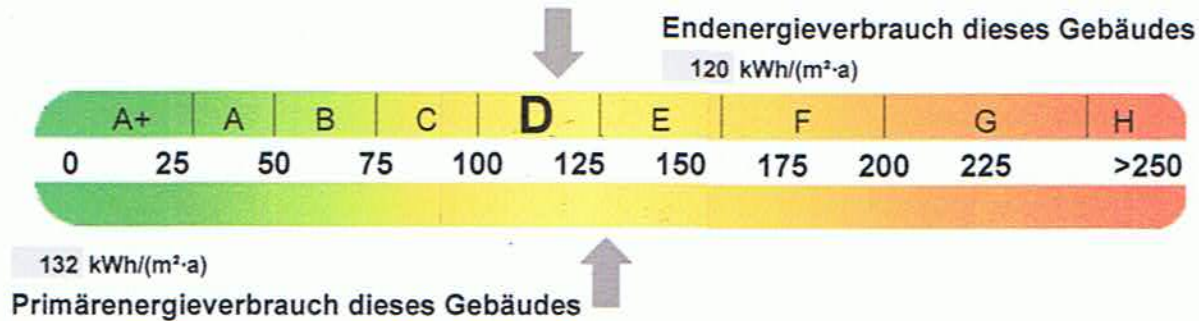 Endenergieverbrauch dieses Gebäudes
120 kWh/(m²·a)
A+ A B C D E F G H
0 25 50 75 100 125 150 175 200 225 >250
132 kWh/(m²·a)
Primärenergieverbrauch dieses Gebäudes